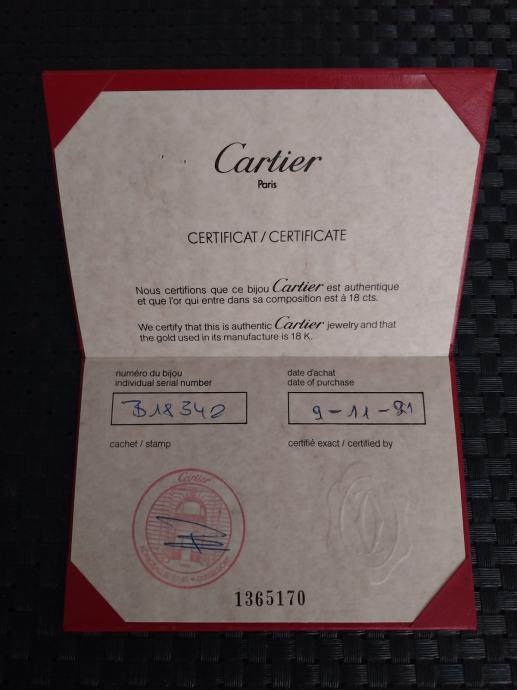 Cartier
Paris
CERTIFICAT / CERTIFICATE
Nous certifions que ce bijou Cartier est authentique
et que l'or qui entre dans sa composition est à 18 cts.
We certify that this is authentic Cartier jewelry and that
the gold used in its manufacture is 18 K.
numéro du bijou
individual serial number
B18342
date d'achat
date of purchase
9-11-91
cachet / stamp
certifié exact / certified by
Cartier
1365170